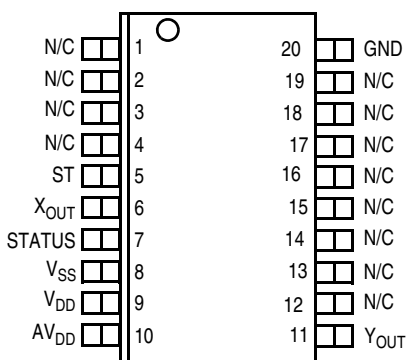 N/C 1 20 GND
N/C 2 19 N/C
N/C 3 18 N/C
N/C 4 17 N/C
ST 5 16 N/C
XOUT 6 15 N/C
STATUS 7 14 N/C
VSS 8 13 N/C
VDD 9 12 N/C
AVDD 10 11 YOUT